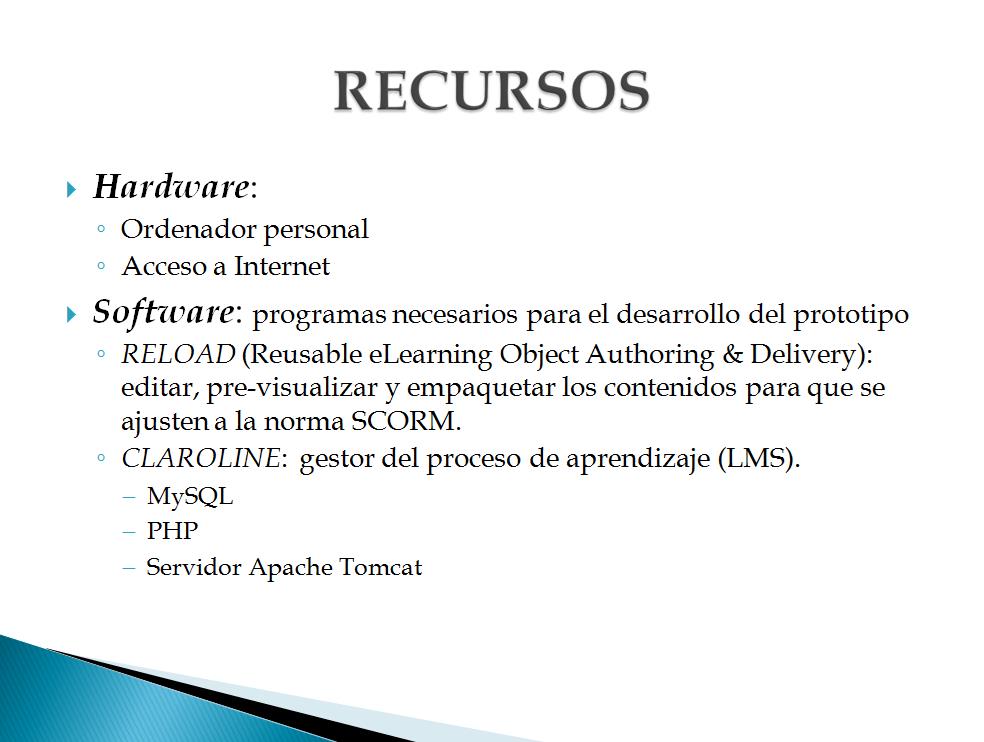 RECURSOS
Hardware:
Ordenador personal
Acceso a Internet
Software: programas necesarios para el desarrollo del prototipo
RELOAD (Reusable eLearning Object Authoring & Delivery):
editar, pre-visualizar y empaquetar los contenidos para que se
ajusten a la norma SCORM.
CLAROLINE: gestor del proceso de aprendizaje (LMS).
– MySQL
– PHP
– Servidor Apache Tomcat